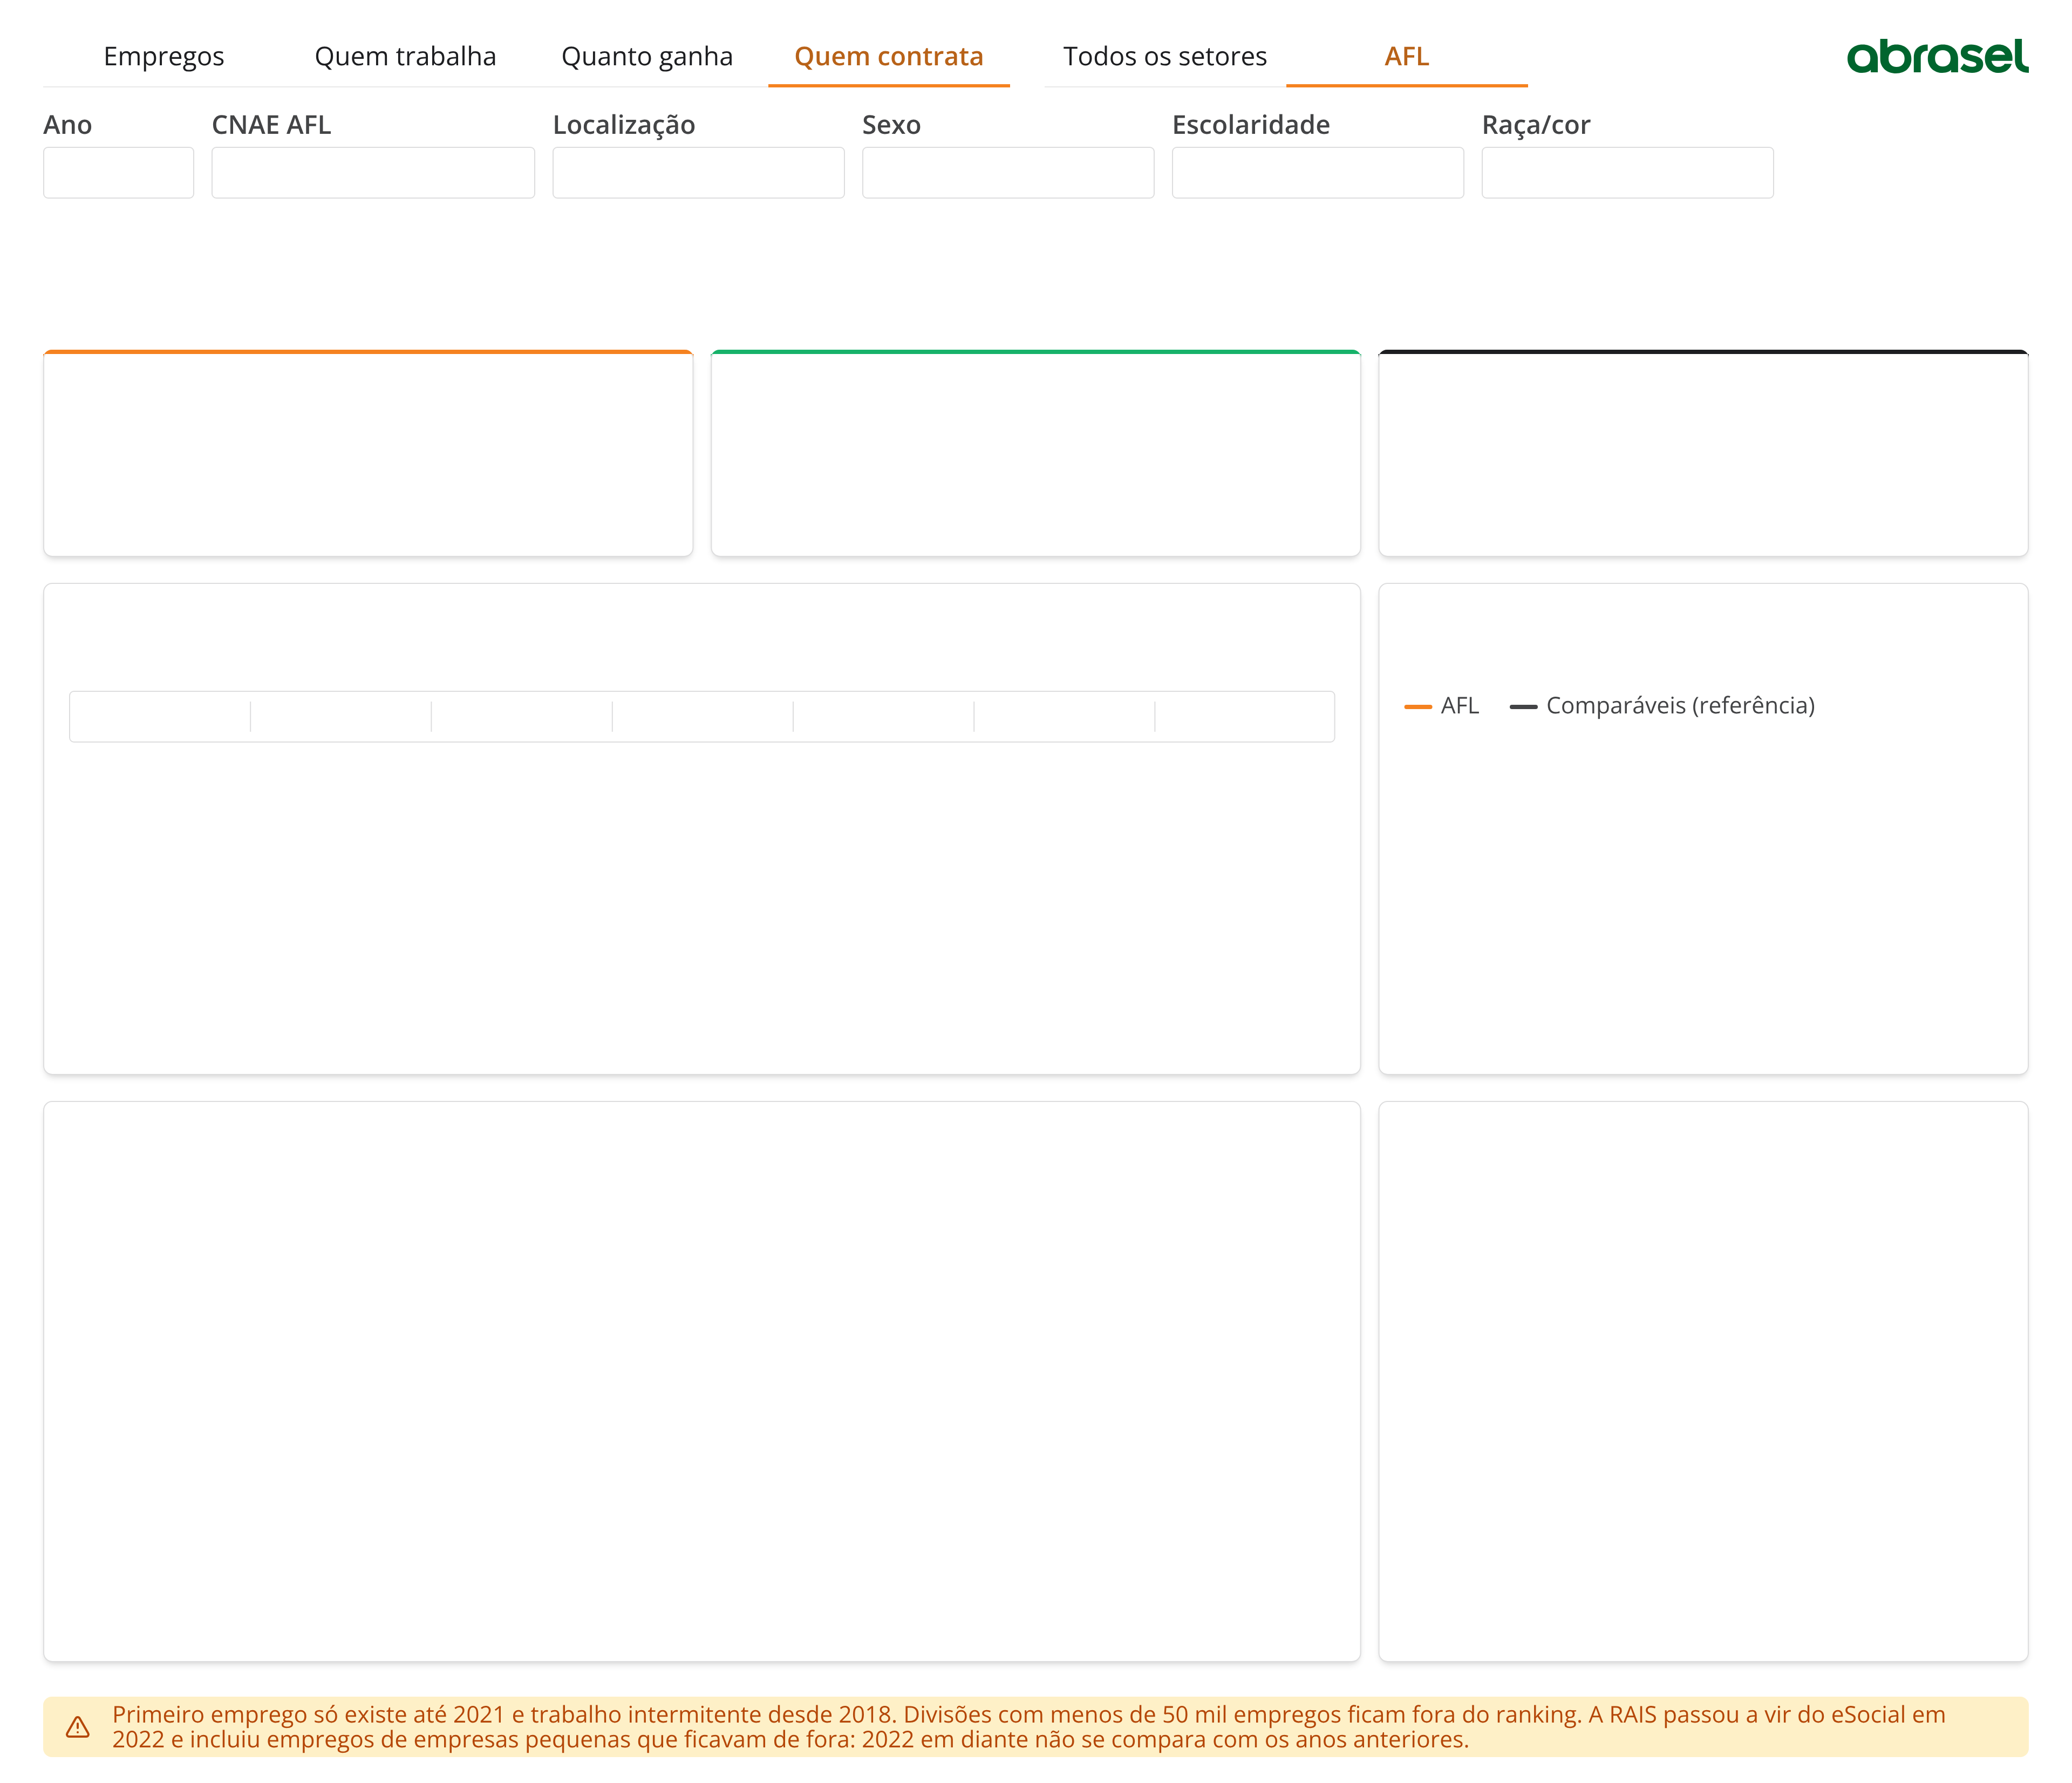 Empregos Quem trabalha Quanto ganha Quem contrata Todos os setores AFL abrasel
Ano CNAE AFL Localização Sexo Escolaridade Raça/cor
AFL Comparáveis (referência)
Primeiro emprego só existe até 2021 e trabalho intermitente desde 2018. Divisões com menos de 50 mil empregos ficam fora do ranking. A RAIS passou a vir do eSocial em
2022 e incluiu empregos de empresas pequenas que ficavam de fora: 2022 em diante não se compara com os anos anteriores.